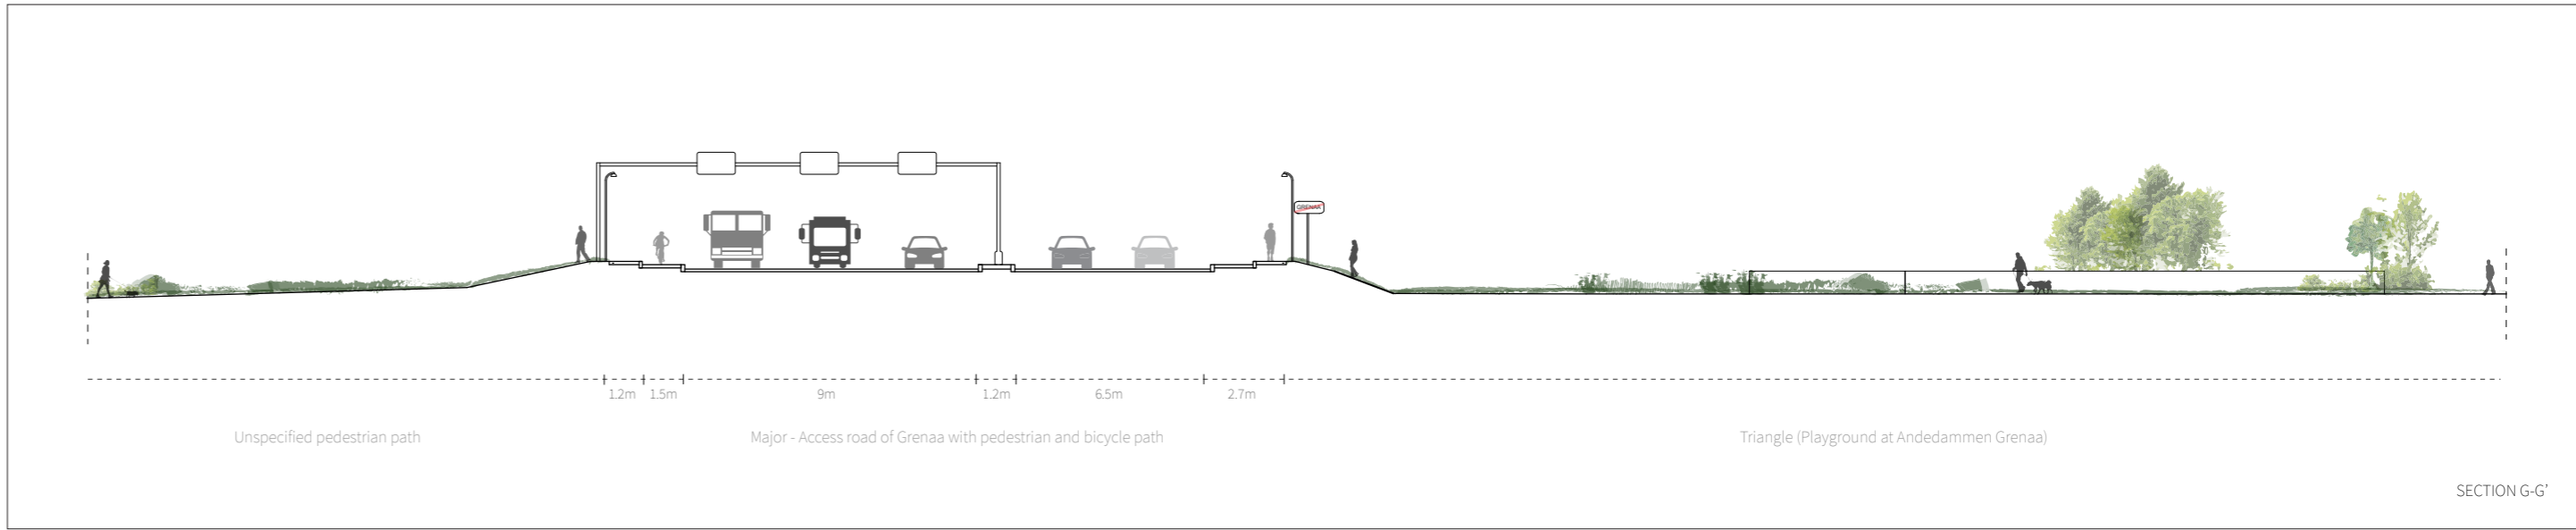 GRENAA
1.2m 1.5m 9m 1.2m 6.5m 2.7m
Unspecified pedestrian path
Major - Access road of Grenaa with pedestrian and bicycle path
Triangle (Playground at Andedammen Grenaa)
SECTION G-G'